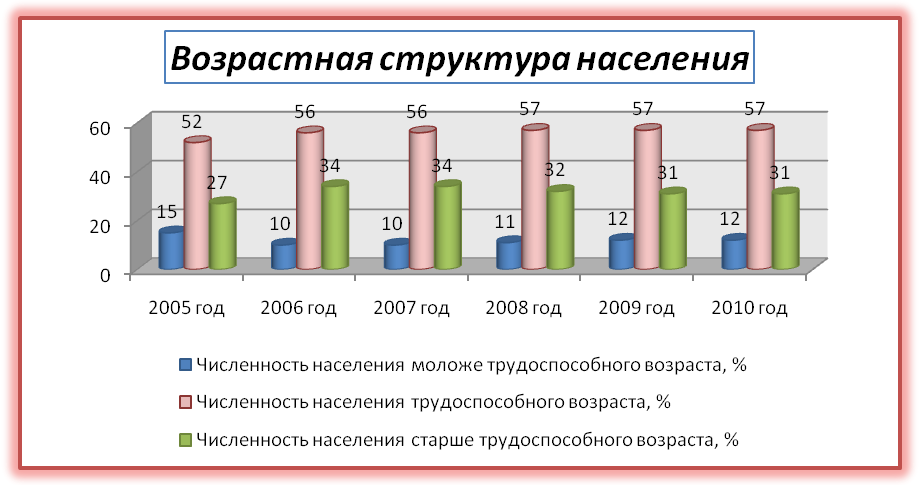 Возрастная структура населения
60
40
20
0
15 52 27
10 56 34
10 56 34
11 57 32
12 57 31
12 57 31
2005 год 2006 год 2007 год 2008 год 2009 год 2010 год
Численность населения моложе трудоспособного возраста, %
Численность населения трудоспособного возраста, %
Численность населения старше трудоспособного возраста, %